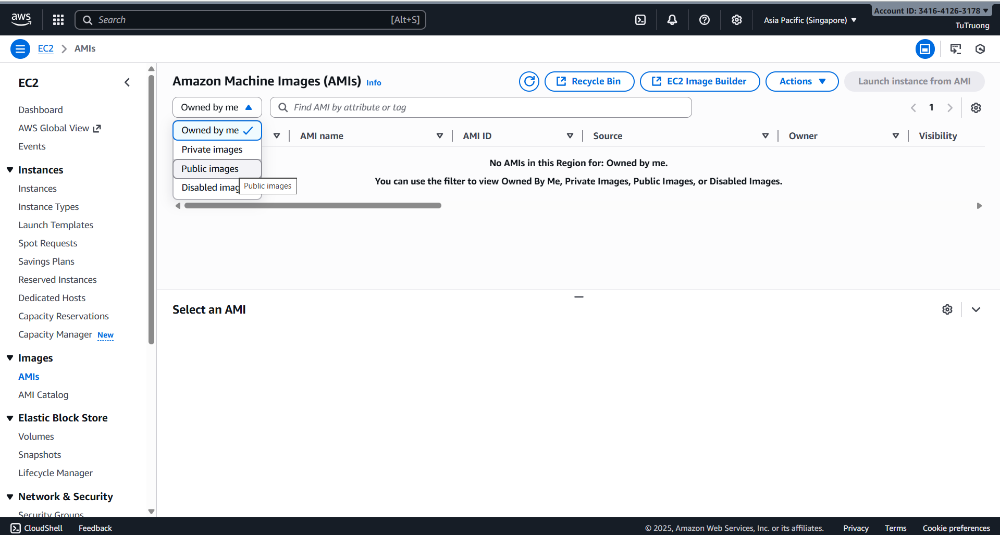 aws
Search
[Alt+S]
Asia Pacific (Singapore)
Account ID: 3416-4126-3178
TuTruong
EC2
AMIs
EC2
Dashboard
AWS Global View
Events
Instances
Instances
Instance Types
Launch Templates
Spot Requests
Savings Plans
Reserved Instances
Dedicated Hosts
Capacity Reservations
Capacity Manager New
Images
AMIs
AMI Catalog
Elastic Block Store
Volumes
Snapshots
Lifecycle Manager
Network & Security
Security Groups
Amazon Machine Images (AMIs) Info
Recycle Bin
EC2 Image Builder
Actions
Launch instance from AMI
Owned by me
Find AMI by attribute or tag
1
Owned by me
Private images
Public images
Disabled imag
Public images
AMI name
AMI ID
Source
Owner
Visibility
No AMIs in this Region for: Owned by me.
You can use the filter to view Owned By Me, Private Images, Public Images, or Disabled Images.
Select an AMI
CloudShell
Feedback
© 2025, Amazon Web Services, Inc. or its affiliates.
Privacy
Terms
Cookie preferences